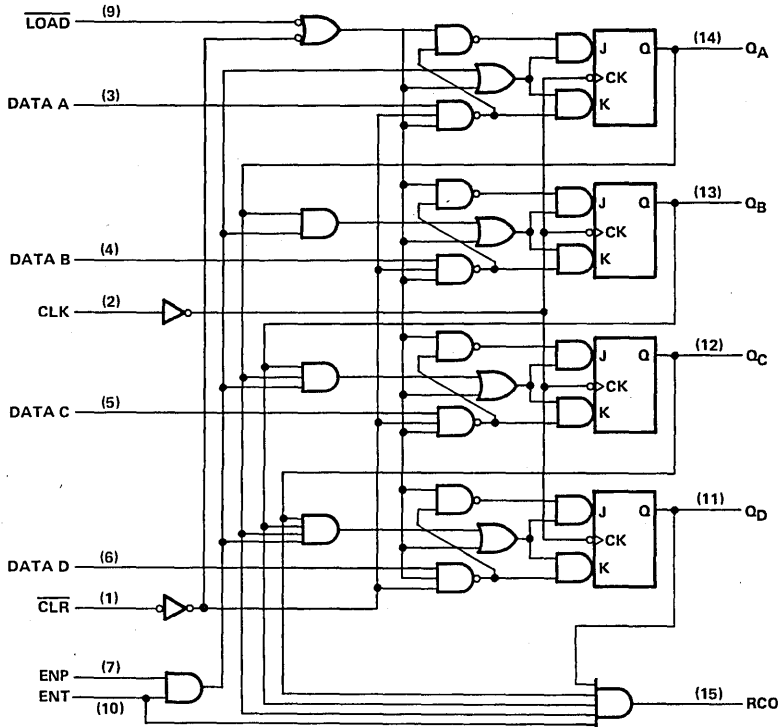 LOAD (9)
DATA A (3)
J Q (14) QA
CK
K
DATA B (4)
J Q (13) QB
CK
K
CLK (2)
J Q (12) QC
CK
K
DATA C (5)
J Q (11) QD
CK
K
DATA D (6)
CLR (1)
ENP (7)
ENT (10)
(15) RCO